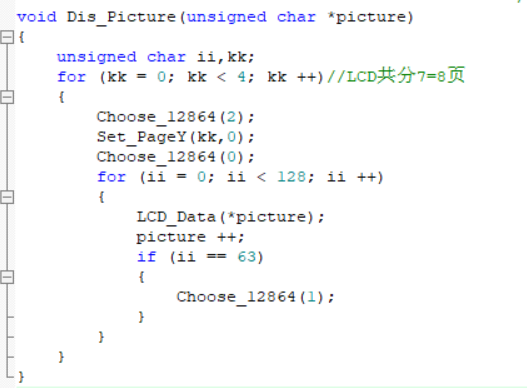 void Dis_Picture(unsigned char *picture)
{
    unsigned char ii,kk;
    for (kk = 0; kk < 4; kk ++)//LCD共分7=8页
    {
        Choose_12864(2);
        Set_PageY(kk,0);
        Choose_12864(0);
        for (ii = 0; ii < 128; ii ++)
        {
            LCD_Data(*picture);
            picture ++;
            if (ii == 63)
            {
                Choose_12864(1);
            }
        }
    }
}